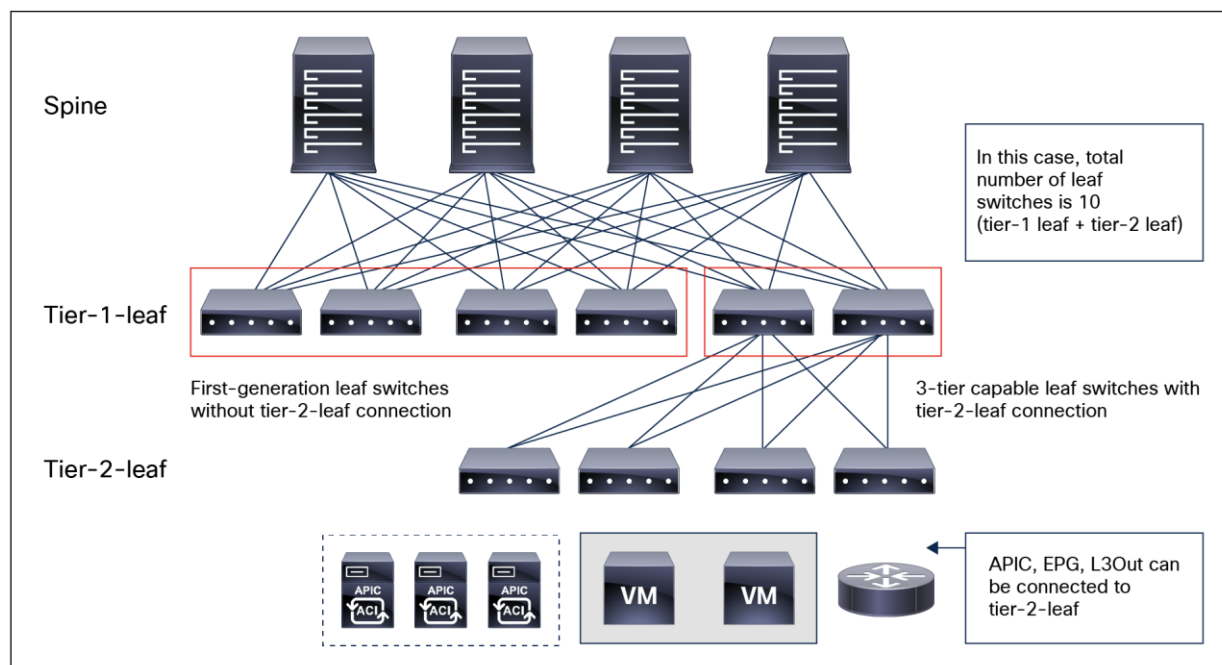 Spine
In this case, total
number of leaf
switches is 10
(tier-1 leaf + tier-2 leaf)
Tier-1-leaf
First-generation leaf switches
without tier-2-leaf connection
3-tier capable leaf switches with
tier-2-leaf connection
Tier-2-leaf
APIC
ACI
APIC
ACI
APIC
ACI
VM
VM
APIC, EPG, L3Out can
be connected to
tier-2-leaf